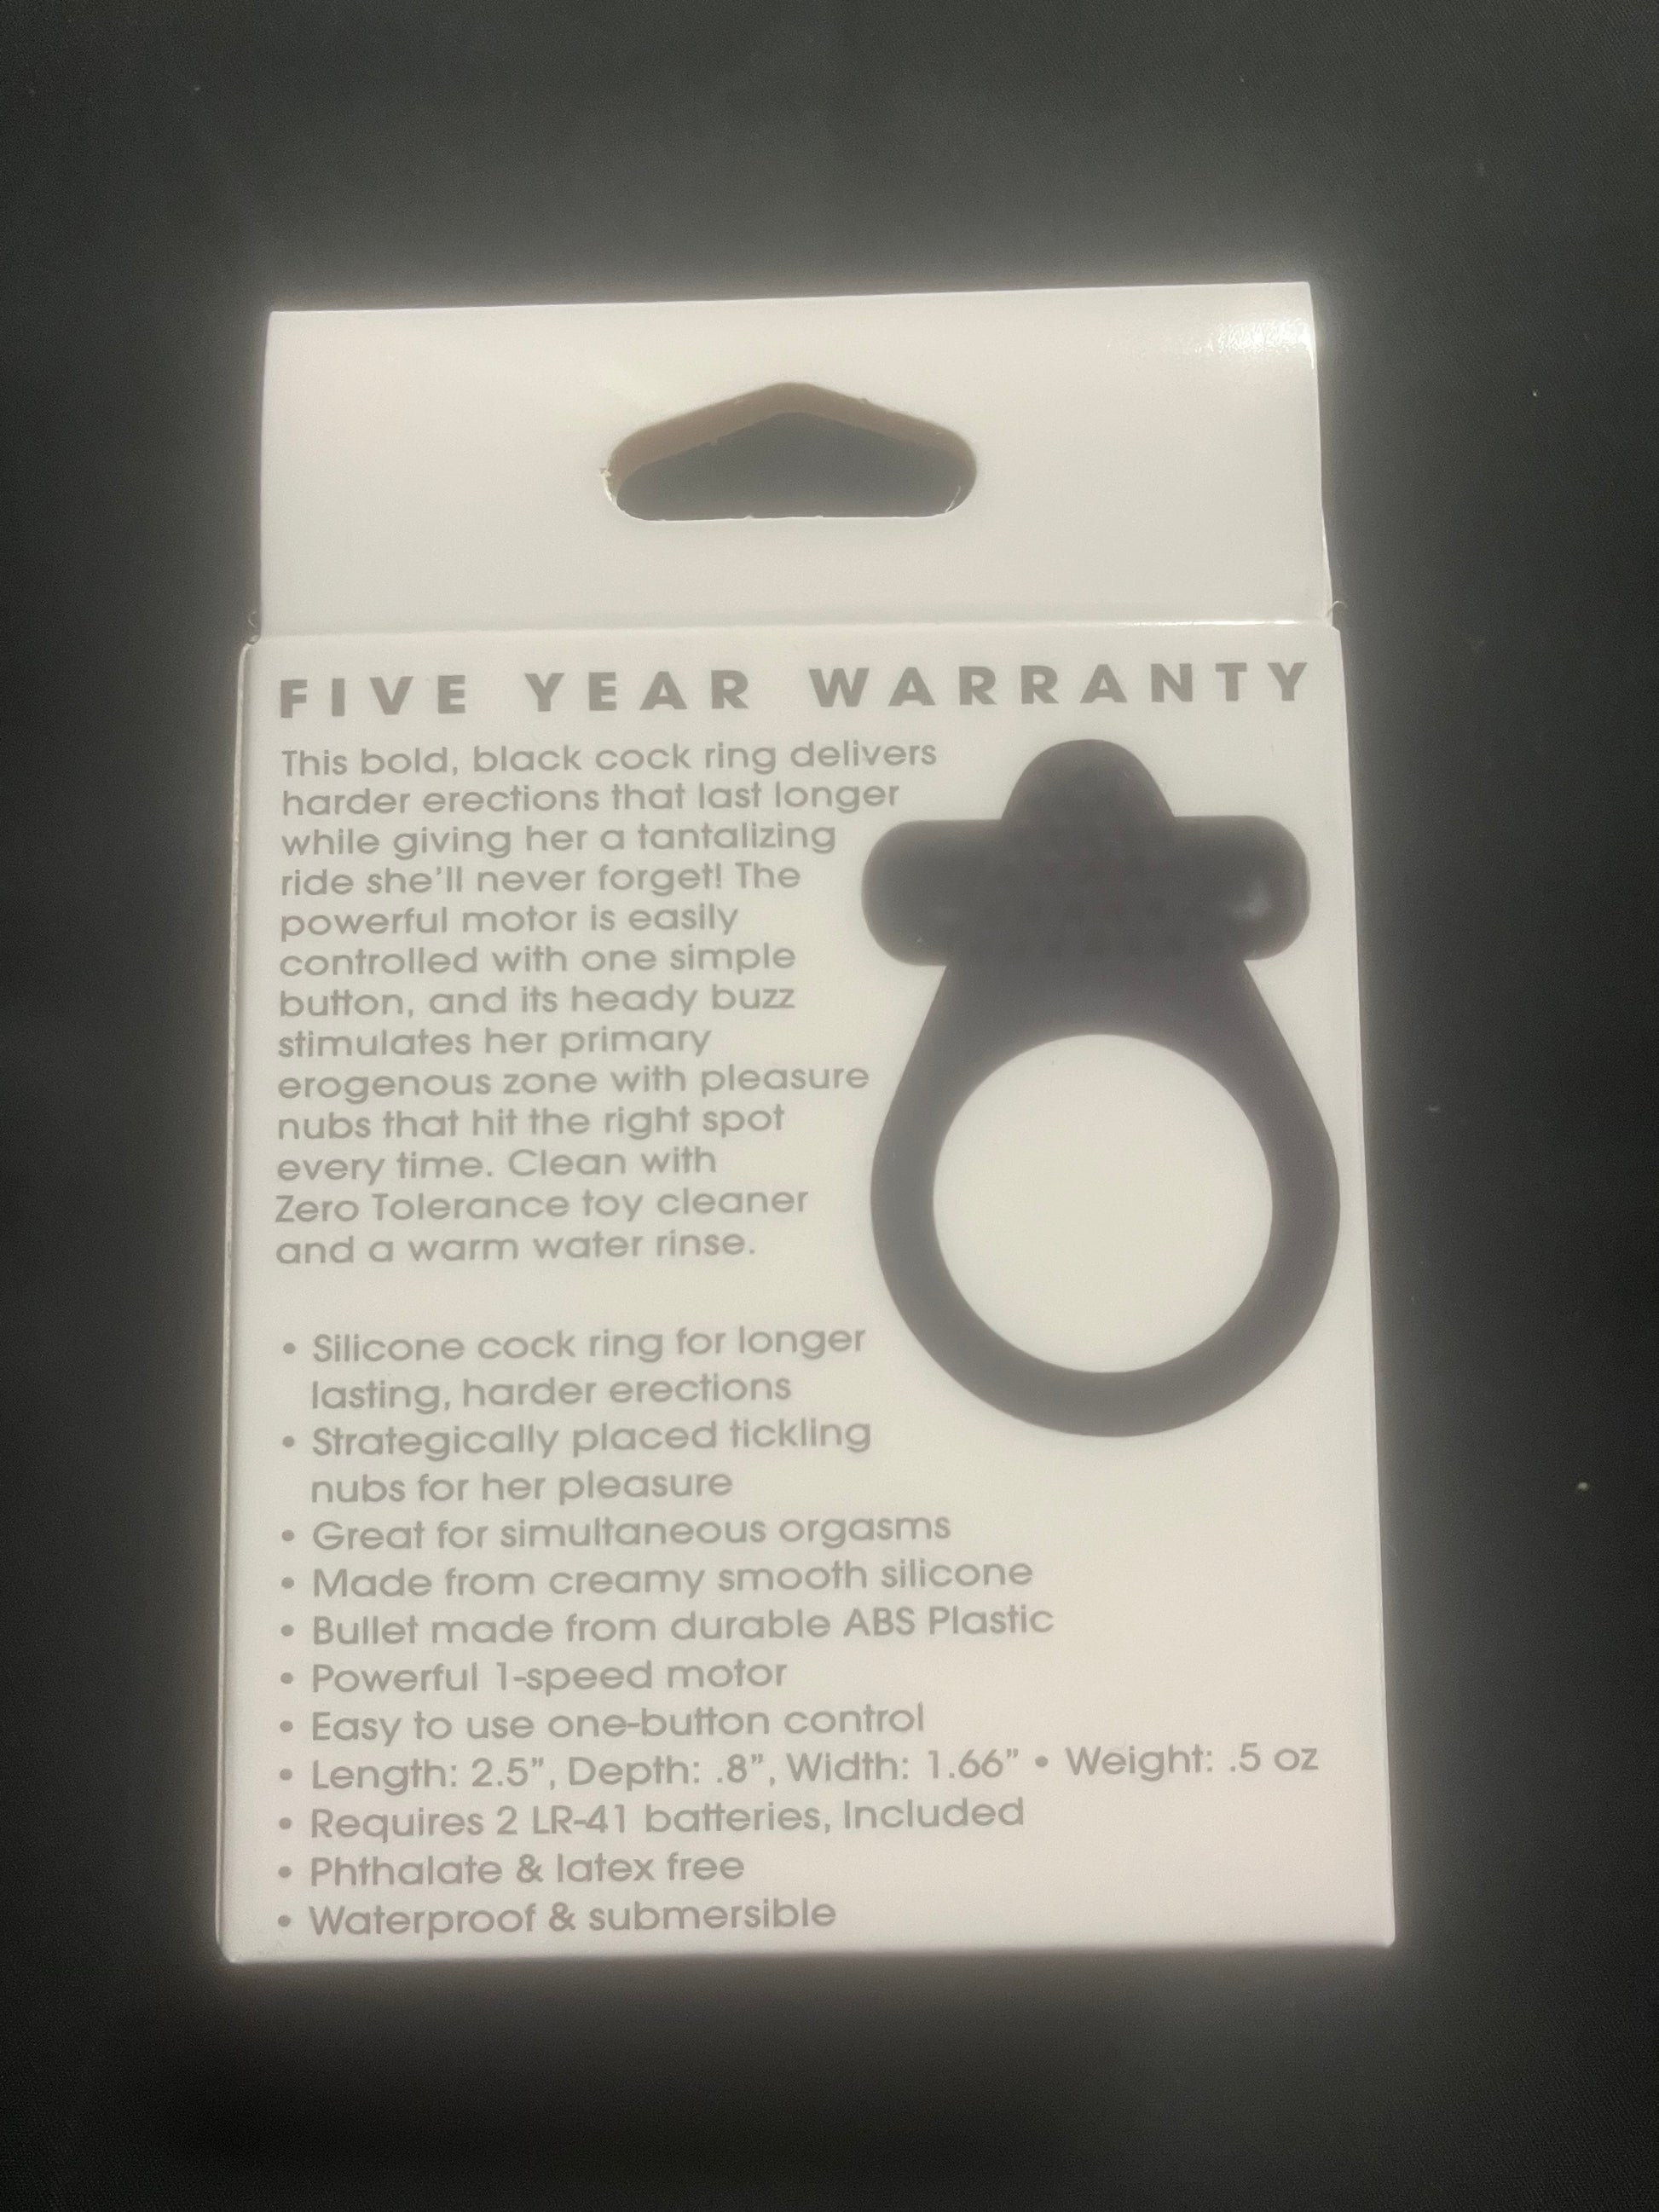 FIVE YEAR WARRANTY
This bold, black cock ring delivers
harder erections that last longer
while giving her a tantalizing
ride she'll never forget! The
powerful motor is easily
controlled with one simple
button, and its heady buzz
stimulates her primary
erogenous zone with pleasure
nubs that hit the right spot
every time. Clean with
Zero Tolerance toy cleaner
and a warm water rinse.
• Silicone cock ring for longer
lasting, harder erections
• Strategically placed tickling
nubs for her pleasure
• Great for simultaneous orgasms
• Made from creamy smooth silicone
• Bullet made from durable ABS Plastic
• Powerful 1-speed motor
• Easy to use one-button control
• Length: 2.5”, Depth: .8”, Width: 1.66” • Weight: .5 oz
• Requires 2 LR-41 batteries, Included
• Phthalate & latex free
• Waterproof & submersible